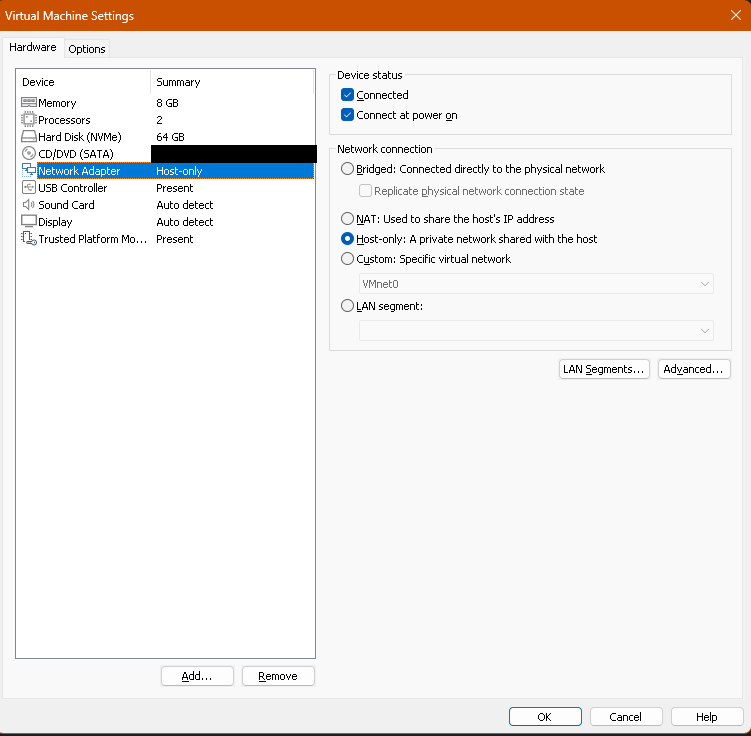 Virtual Machine Settings
Hardware Options
Device Summary
Memory 8 GB
Processors 2
Hard Disk (NVMe) 64 GB
CD/DVD (SATA)
Network Adapter Host-only
USB Controller Present
Sound Card Auto detect
Display Auto detect
Trusted Platform Mo... Present
Add... Remove
Device status
Connected
Connect at power on
Network connection
Bridged: Connected directly to the physical network
Replicate physical network connection state
NAT: Used to share the host's IP address
Host-only: A private network shared with the host
Custom: Specific virtual network
VMnet0
LAN segment:
LAN Segments... Advanced...
OK Cancel Help